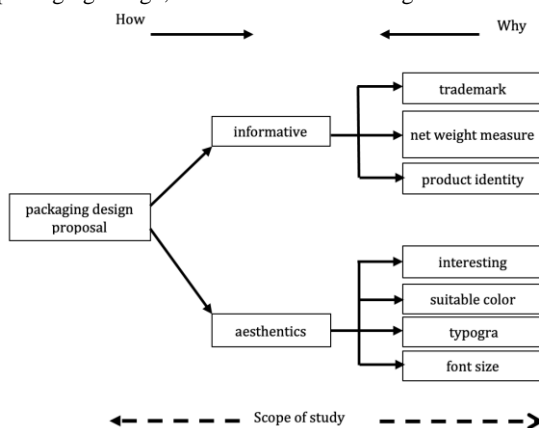 How
Why
trademark
informative
net weight measure
product identity
packaging design
proposal
interesting
suitable color
aesthentics
typogra
font size
Scope of study